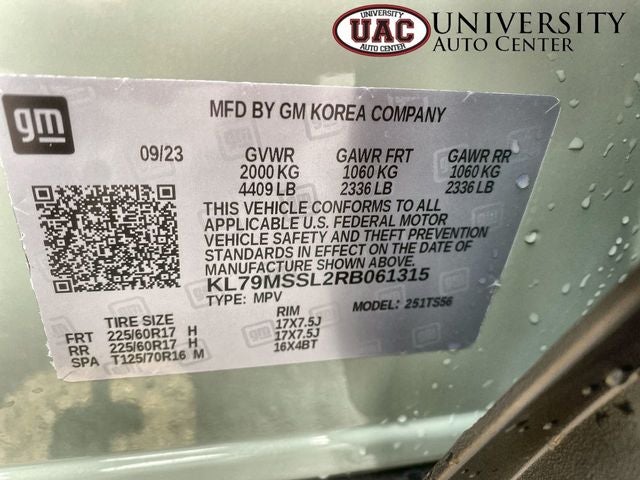 UNIVERSITY
UAC
AUTO CENTER
UNIVERSITY
AUTO CENTER
gm
MFD BY GM KOREA COMPANY
09/23 GVWR GAWR FRT GAWR RR
2000 KG 1060 KG 1060 KG
4409 LB 2336 LB 2336 LB
THIS VEHICLE CONFORMS TO ALL
APPLICABLE U.S. FEDERAL MOTOR
VEHICLE SAFETY AND THEFT PREVENTION
STANDARDS IN EFFECT ON THE DATE OF
MANUFACTURE SHOWN ABOVE.
KL79MSSL2RB061315
TYPE: MPV MODEL: 251TS56
TIRE SIZE RIM
FRT 225/60R17 H 17X7.5J
RR 225/60R17 H 17X7.5J
SPA T125/70R16 M 16X4BT